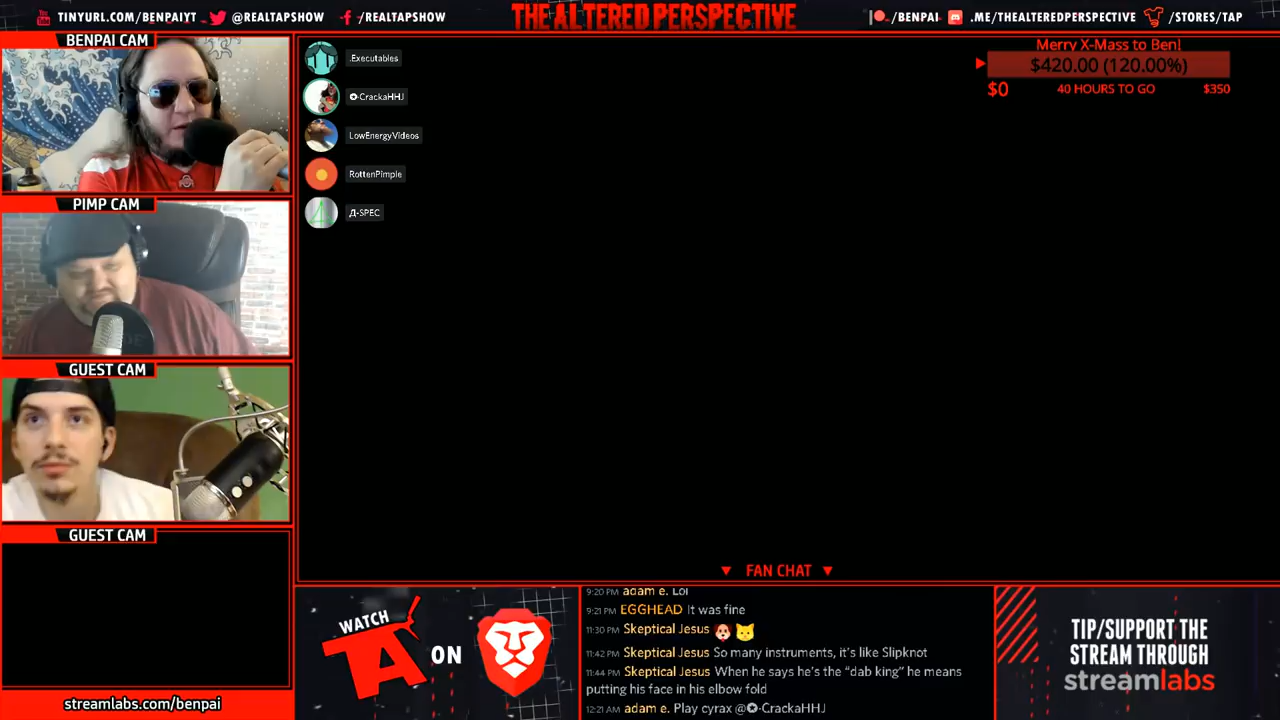 TINYURL.COM/BENPAIYT @REALTAPSHOW /REALTAPSHOW THE ALTERED PERSPECTIVE /BENPAI .ME/THEALTEREDPERSPECTIVE /STORES/TAP
BENPAI CAM
PIMP CAM
GUEST CAM
GUEST CAM
streamlabs.com/benpai
.Executables
✪·CrackaHHJ
LowEnergyVideos
RottenPimple
Д-SPEC
Merry X-Mass to Ben!
$420.00 (120.00%)
$0 40 HOURS TO GO $350
▼ FAN CHAT ▼
WATCH
TA ON
9:20 PM adam e. Lol
9:21 PM EGGHEAD It was fine
11:30 PM Skeptical Jesus
11:42 PM Skeptical Jesus So many instruments, it's like Slipknot
11:44 PM Skeptical Jesus When he says he's the “dab king” he means
putting his face in his elbow fold
12:21 AM adam e. Play cyrax @✪·CrackaHHJ
TIP/SUPPORT THE
STREAM THROUGH
streamlabs